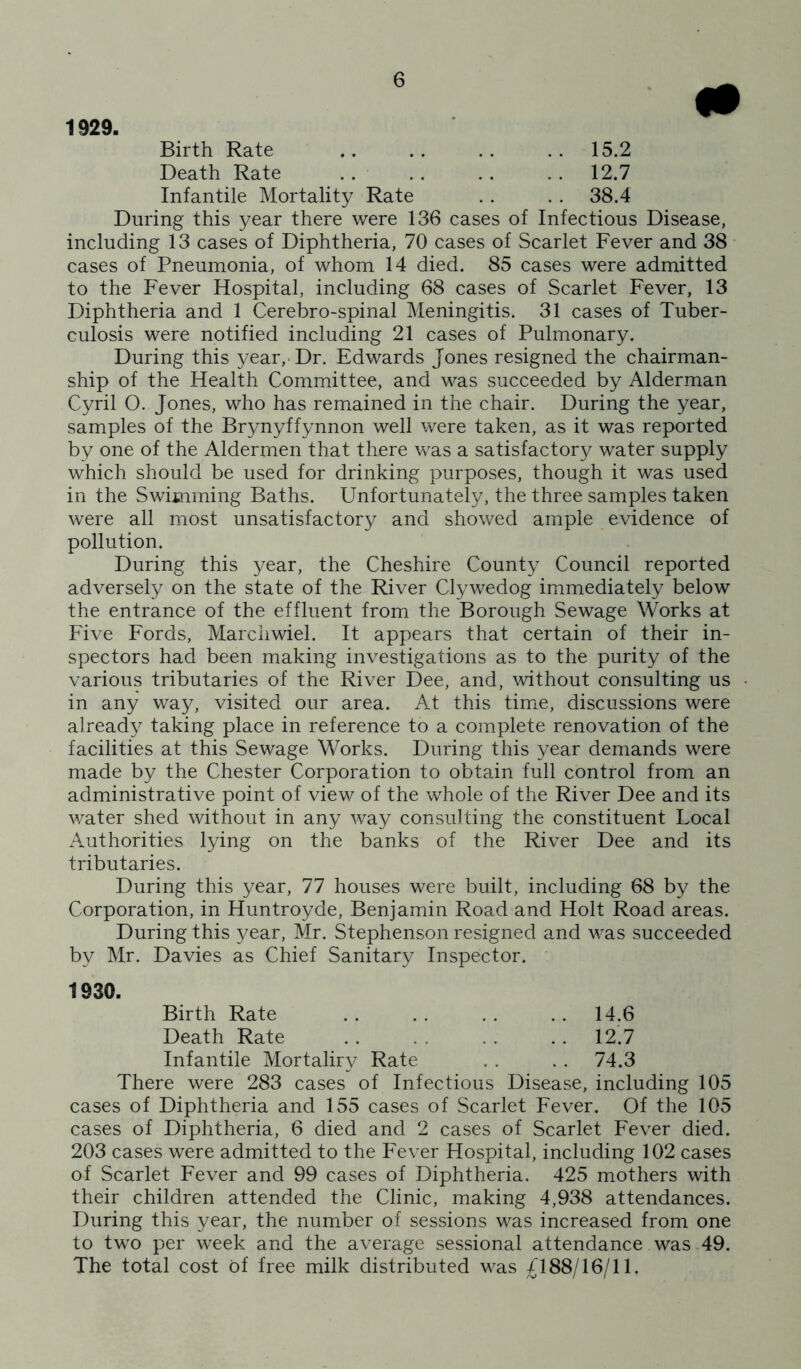 6
1929.
Birth Rate .. .. .. .. 15.2
Death Rate .. .. .. .. 12.7
Infantile Mortality Rate .. .. 38.4
During this year there were 136 cases of Infectious Disease,
including 13 cases of Diphtheria, 70 cases of Scarlet Fever and 38
cases of Pneumonia, of whom 14 died. 85 cases were admitted
to the Fever Hospital, including 68 cases of Scarlet Fever, 13
Diphtheria and 1 Cerebro-spinal Meningitis. 31 cases of Tuber-
culosis were notified including 21 cases of Pulmonary.
During this year, Dr. Edwards Jones resigned the chairman-
ship of the Health Committee, and was succeeded by Alderman
Cyril O. Jones, who has remained in the chair. During the year,
samples of the Brynyffynnon well were taken, as it was reported
by one of the Aldermen that there was a satisfactory water supply
which should be used for drinking purposes, though it was used
in the Swimming Baths. Unfortunately, the three samples taken
were all most unsatisfactory and showed ample evidence of
pollution.
During this year, the Cheshire County Council reported
adversely on the state of the River Clywedog immediately below
the entrance of the effluent from the Borough Sewage Works at
Five Fords, Marchwiel. It appears that certain of their in-
spectors had been making investigations as to the purity of the
various tributaries of the River Dee, and, without consulting us
in any way, visited our area. At this time, discussions were
already taking place in reference to a complete renovation of the
facilities at this Sewage Works. During this year demands were
made by the Chester Corporation to obtain full control from an
administrative point of view of the whole of the River Dee and its
water shed without in any way consulting the constituent Local
Authorities lying on the banks of the River Dee and its
tributaries.
During this year, 77 houses were built, including 68 by the
Corporation, in Huntroyde, Benjamin Road and Holt Road areas.
During this year, Mr. Stephenson resigned and was succeeded
by Mr. Davies as Chief Sanitary Inspector.
1930.
Birth Rate .. .. .. .. 14.6
Death Rate .. .. .. .. 12.7
Infantile Mortaliry Rate .. .. 74.3
There were 283 cases of Infectious Disease, including 105
cases of Diphtheria and 155 cases of Scarlet Fever. Of the 105
cases of Diphtheria, 6 died and 2 cases of Scarlet Fever died.
203 cases were admitted to the Fever Hospital, including 102 cases
of Scarlet Fever and 99 cases of Diphtheria. 425 mothers with
their children attended the Clinic, making 4,938 attendances.
During this year, the number of sessions was increased from one
to two per week and the average sessional attendance was 49.
The total cost of free milk distributed was £188/16/11.